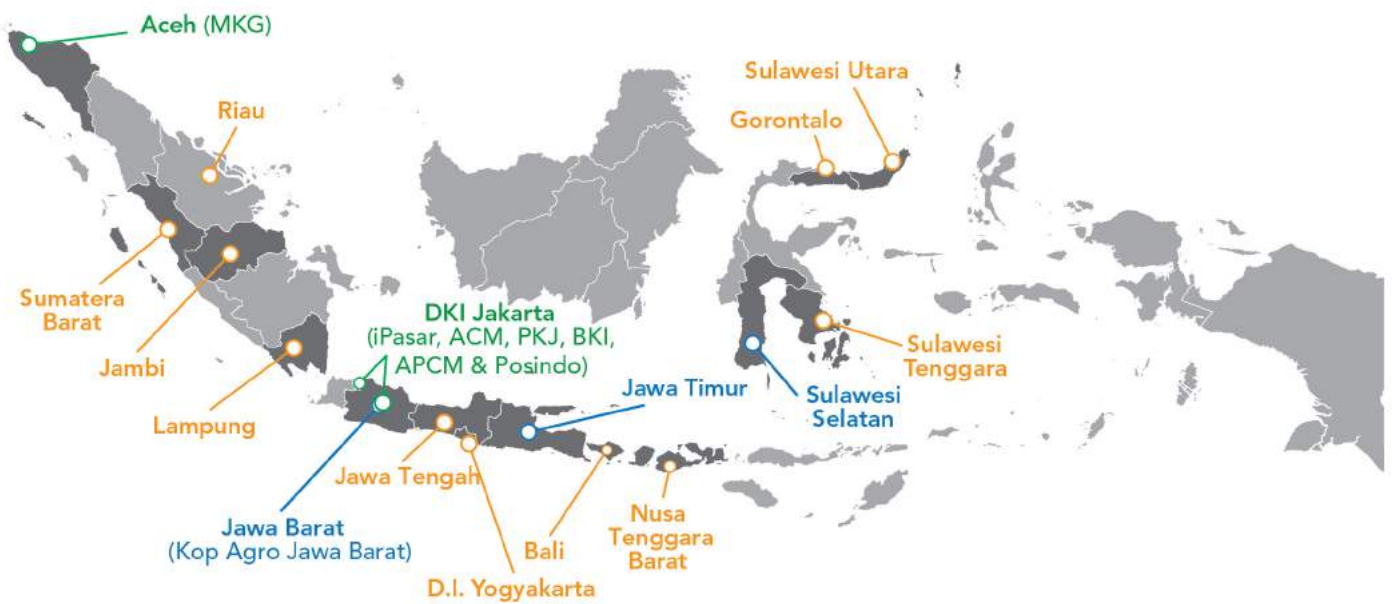 Aceh (MKG)
Riau
Sumatera
Barat
Jambi
Lampung
DKI Jakarta
(iPasar, ACM, PKJ, BKI,
APCM & Posindo)
Jawa Barat
(Kop Agro Jawa Barat)
Jawa Tengah
D.I. Yogyakarta
Jawa Timur
Bali
Nusa
Tenggara
Barat
Sulawesi Utara
Gorontalo
Sulawesi
Tenggara
Sulawesi
Selatan